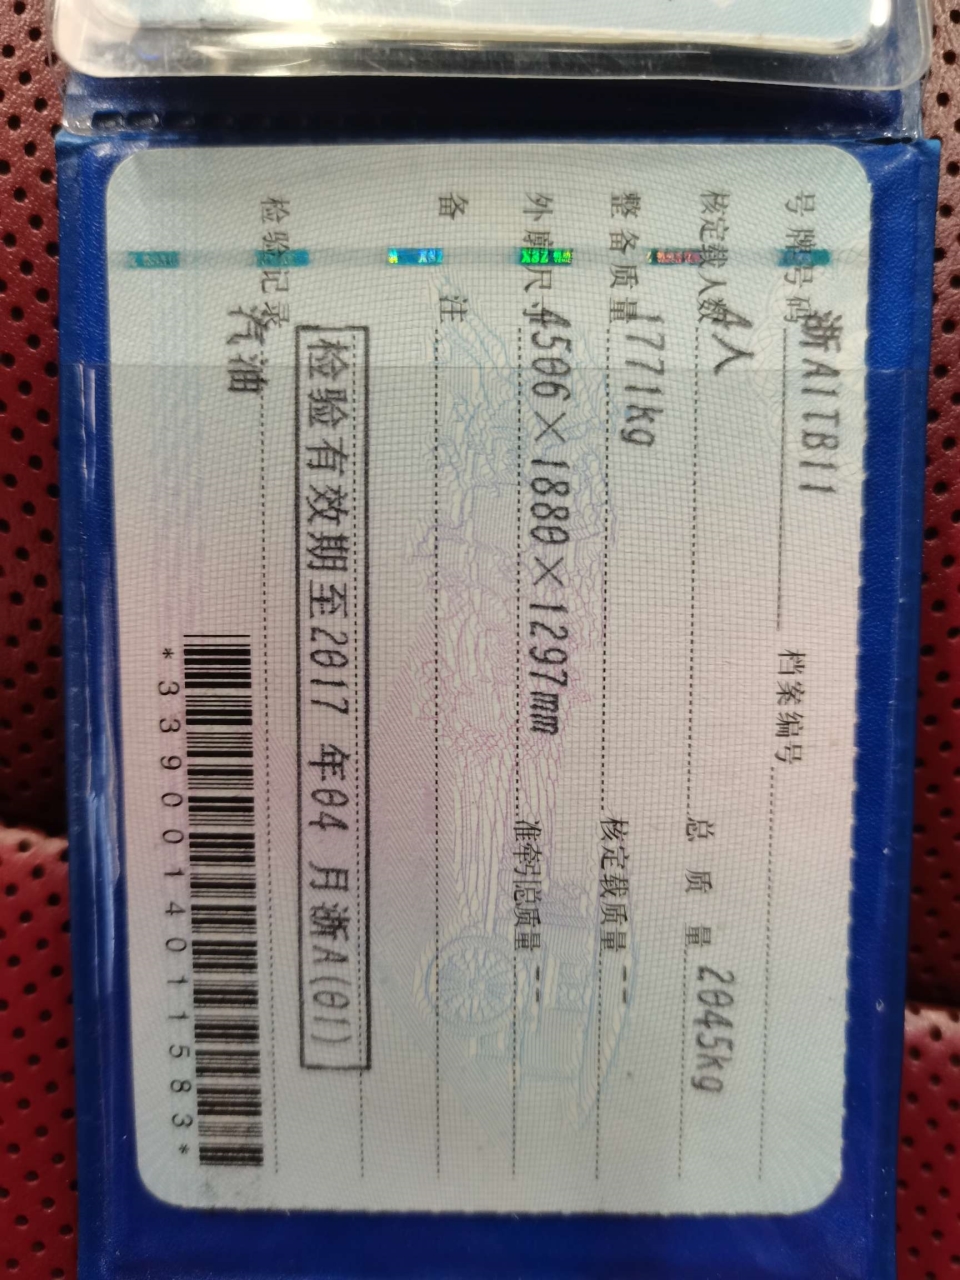 号牌号码 浙A1TB11 档案编号
核定载人数 4人 总质量 2045kg
整备质量 1771kg 核定载质量 --
外廓尺寸 4506×1880×1297mm 准牵引总质量 --
备注
检验有效期至2017年04月浙A(01)
检验记录
汽油
*3390014011583*